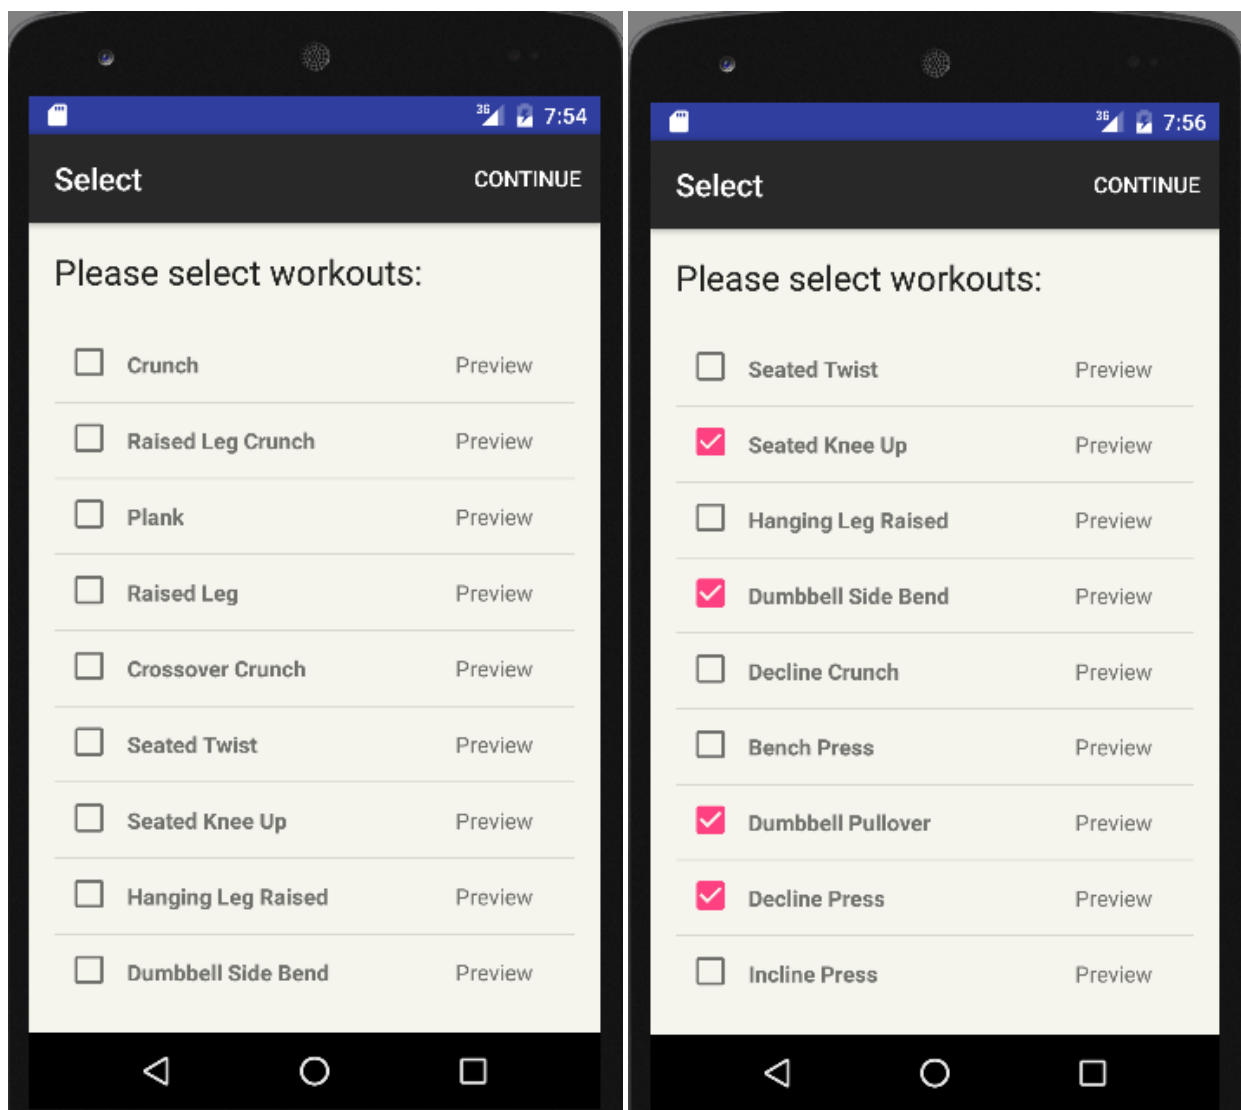 3G 7:54
Select CONTINUE
Please select workouts:
Crunch Preview
Raised Leg Crunch Preview
Plank Preview
Raised Leg Preview
Crossover Crunch Preview
Seated Twist Preview
Seated Knee Up Preview
Hanging Leg Raised Preview
Dumbbell Side Bend Preview
3G 7:56
Select CONTINUE
Please select workouts:
Seated Twist Preview
Seated Knee Up Preview
Hanging Leg Raised Preview
Dumbbell Side Bend Preview
Decline Crunch Preview
Bench Press Preview
Dumbbell Pullover Preview
Decline Press Preview
Incline Press Preview